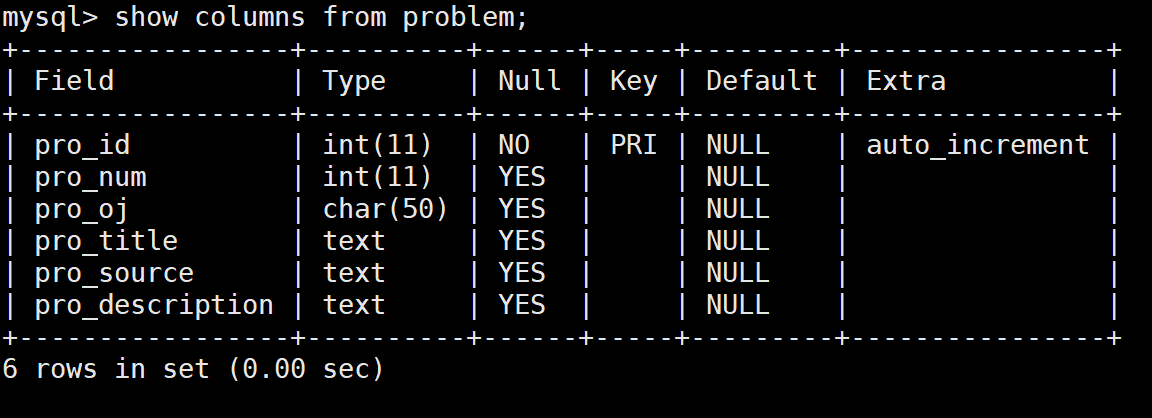 mysql> show columns from problem;
+-----------------+----------+------+-----+---------+----------------+
| Field           | Type     | Null | Key | Default | Extra          |
+-----------------+----------+------+-----+---------+----------------+
| pro_id          | int(11)  | NO   | PRI | NULL    | auto_increment |
| pro_num         | int(11)  | YES  |     | NULL    |                |
| pro_oj          | char(50) | YES  |     | NULL    |                |
| pro_title       | text     | YES  |     | NULL    |                |
| pro_source      | text     | YES  |     | NULL    |                |
| pro_description | text     | YES  |     | NULL    |                |
+-----------------+----------+------+-----+---------+----------------+
6 rows in set (0.00 sec)